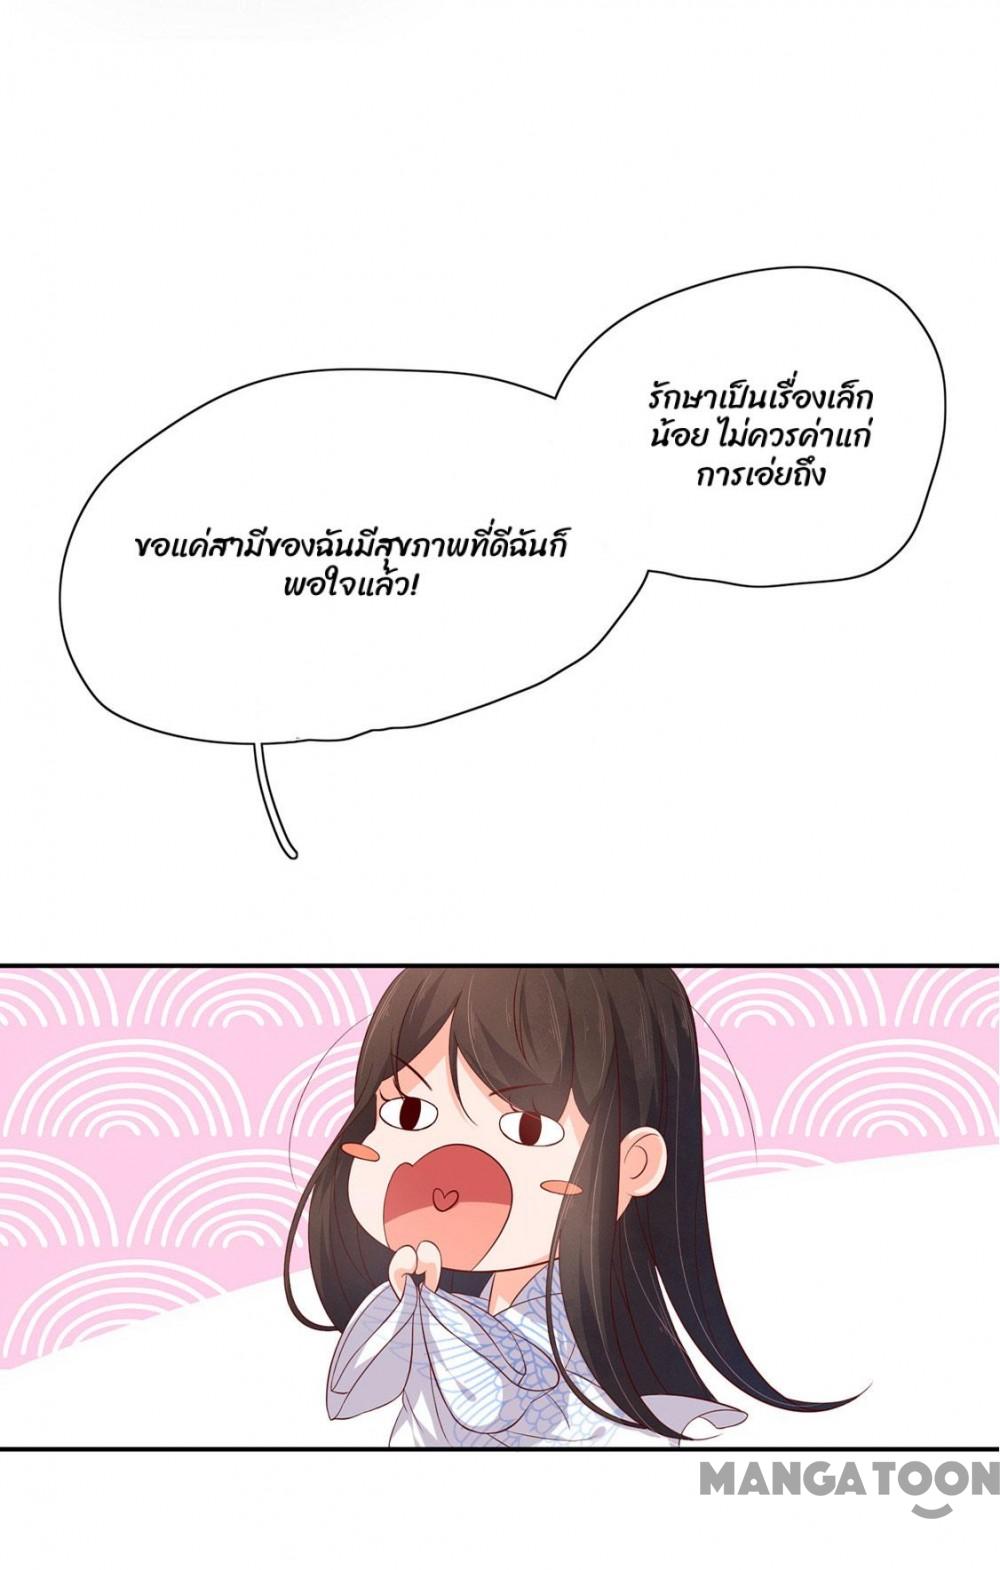 รักษาเป็นเรื่องเล็ก
น้อย ไม่ควรค่าแก่
การเอ่ยถึง
ขอแค่สามีของฉันมีสุขภาพที่ดีฉันก็
พอใจแล้ว!
MANGATOON